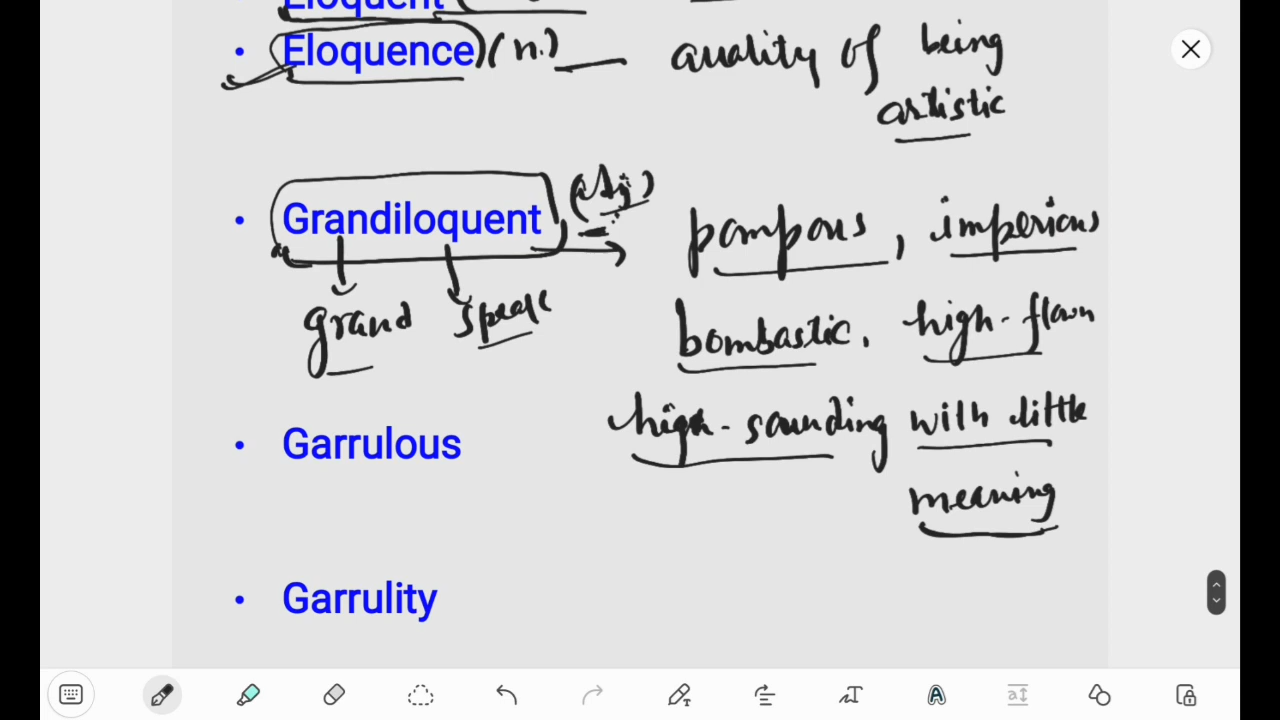 Eloquent
• Eloquence (n.) — quality of being
artistic
• Grandiloquent (Adj) → pompous, imperious
grand speak bombastic, high-flown
• Garrulous high-sounding with little
meaning
• Garrulity